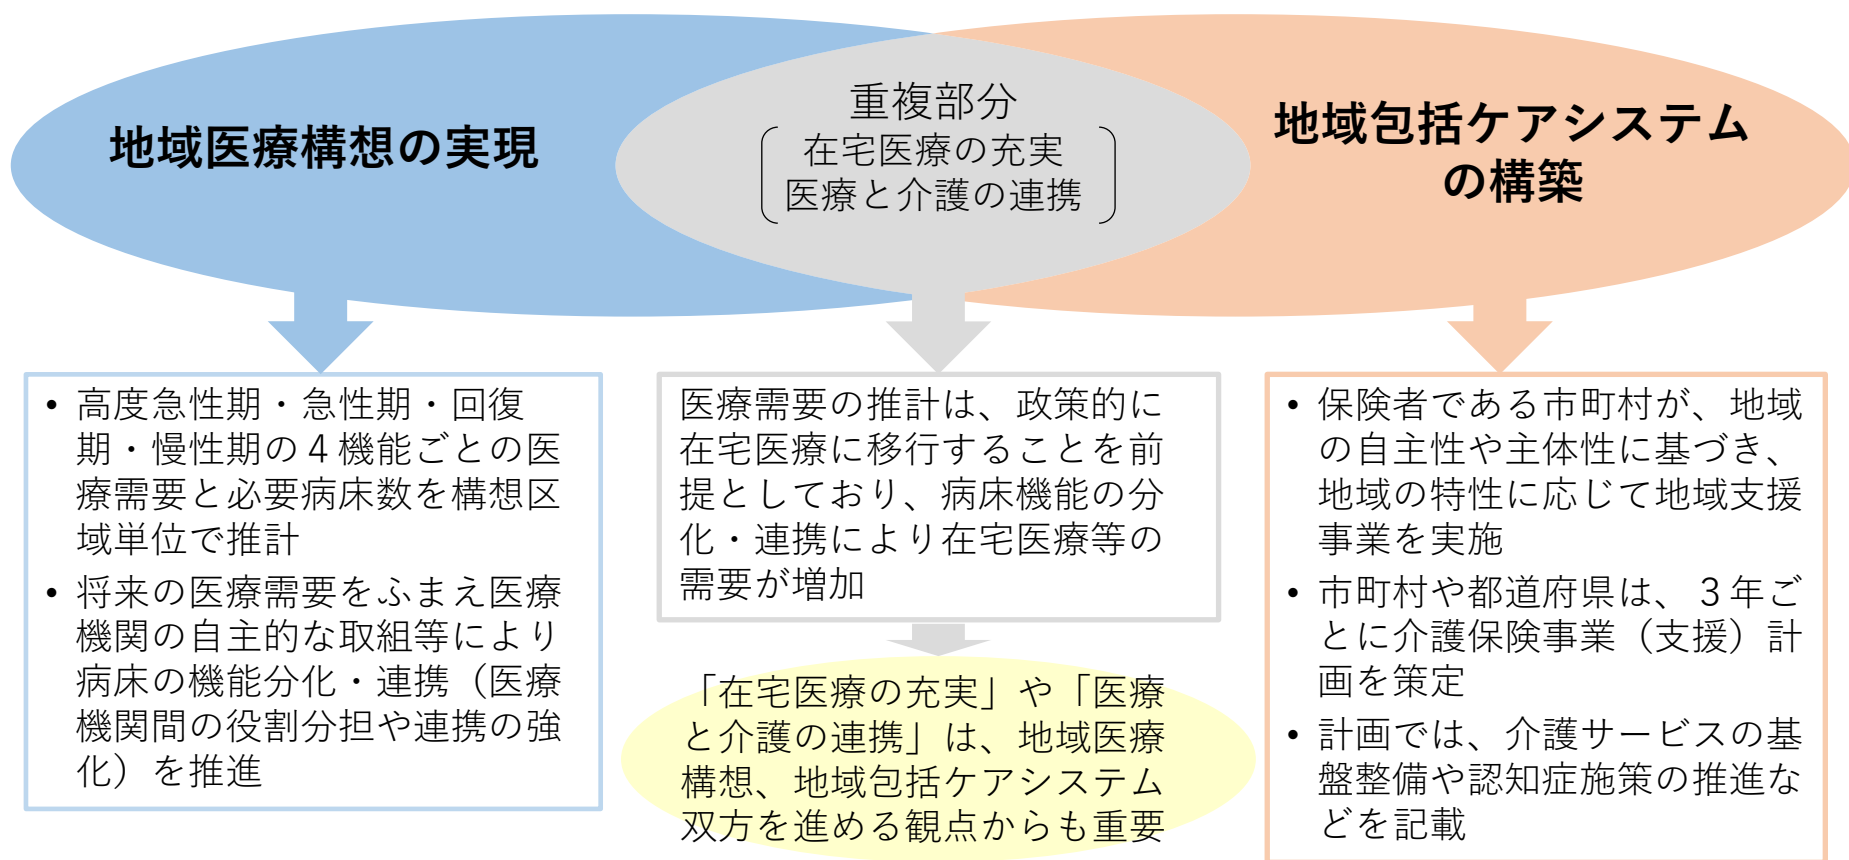 地域医療構想の実現
重複部分
在宅医療の充実
医療と介護の連携
地域包括ケアシステム
の構築
• 高度急性期・急性期・回復
期・慢性期の４機能ごとの医
療需要と必要病床数を構想区
域単位で推計
• 将来の医療需要をふまえ医療
機関の自主的な取組等により
病床の機能分化・連携（医療
機関間の役割分担や連携の強
化）を推進
医療需要の推計は、政策的に
在宅医療に移行することを前
提としており、病床機能の分
化・連携により在宅医療等の
需要が増加
「在宅医療の充実」や「医療
と介護の連携」は、地域医療
構想、地域包括ケアシステム
双方を進める観点からも重要
• 保険者である市町村が、地域
の自主性や主体性に基づき、
地域の特性に応じて地域支援
事業を実施
• 市町村や都道府県は、３年ご
とに介護保険事業（支援）計
画を策定
• 計画では、介護サービスの基
盤整備や認知症施策の推進な
どを記載